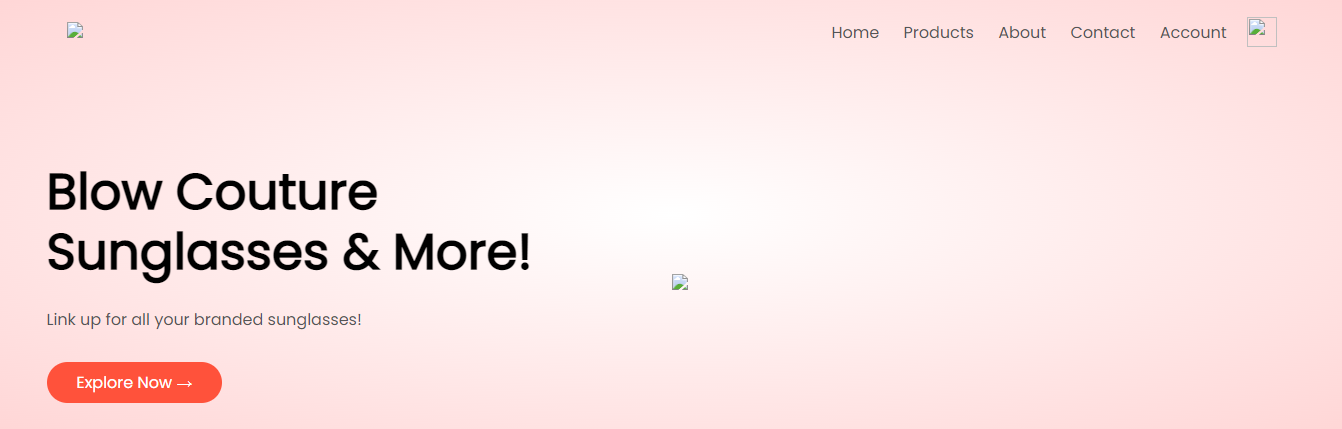 Home Products About Contact Account
Blow Couture
Sunglasses & More!
Link up for all your branded sunglasses!
Explore Now →